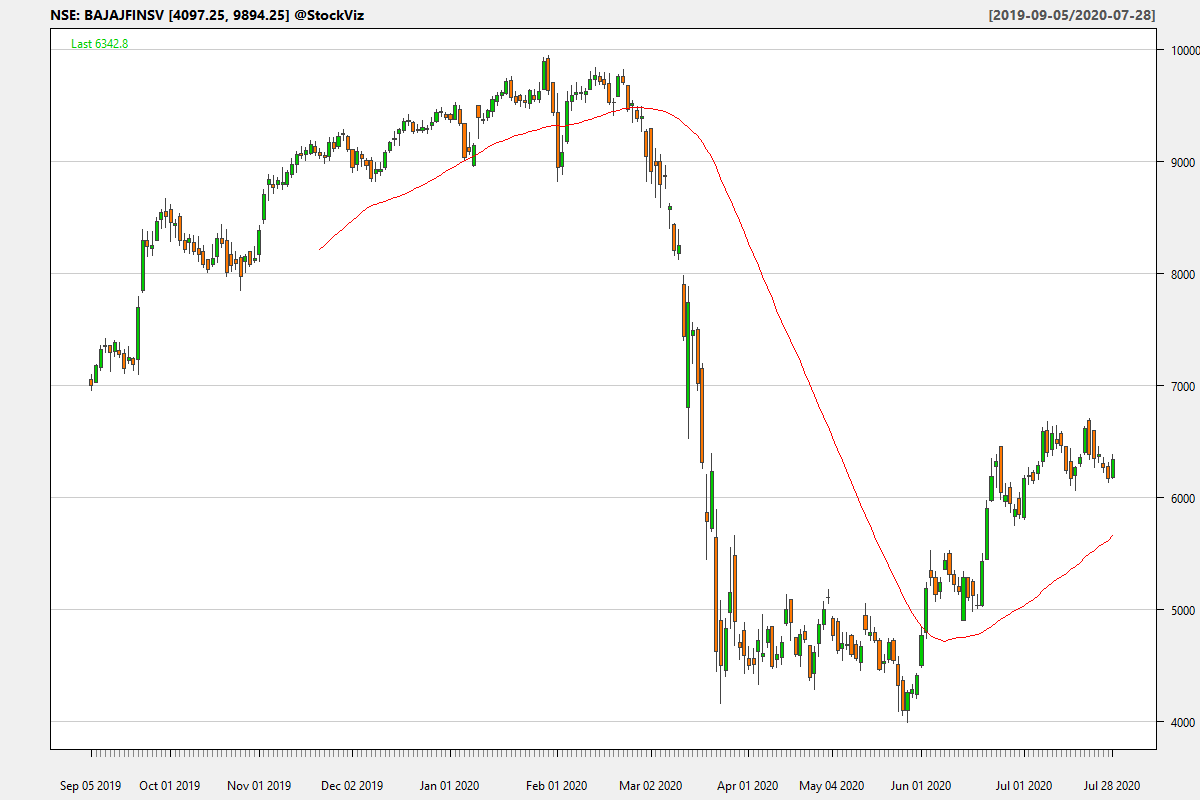 NSE: BAJAJFINSV [4097.25, 9894.25] @StockViz [2019-09-05/2020-07-28]
Last 6342.8
10000
9000
8000
7000
6000
5000
4000
Sep 05 2019 Oct 01 2019 Nov 01 2019 Dec 02 2019 Jan 01 2020 Feb 01 2020 Mar 02 2020 Apr 01 2020 May 04 2020 Jun 01 2020 Jul 01 2020 Jul 28 2020